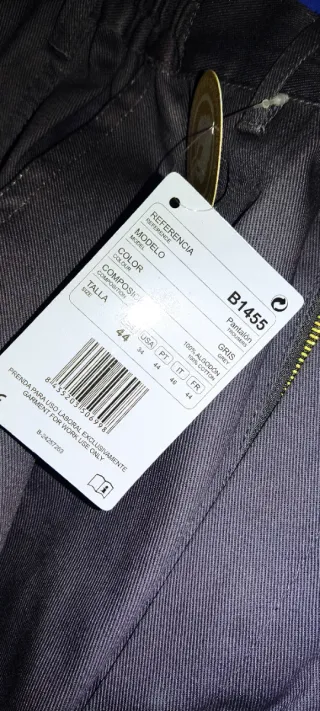 REFERENCIA B1455
REFERENCE
MODELO Pantalón
MODEL TROUSERS
COLOR GRIS
COLOUR GREY
100% ALGODÓN
COMPOSITION 100% COTTON
TALLA 44 USA PT IT FR
SIZE 34 44 46 44
PRENDA PARA USO LABORAL EXCLUSIVAMENTE
GARMENT FOR WORK USE ONLY